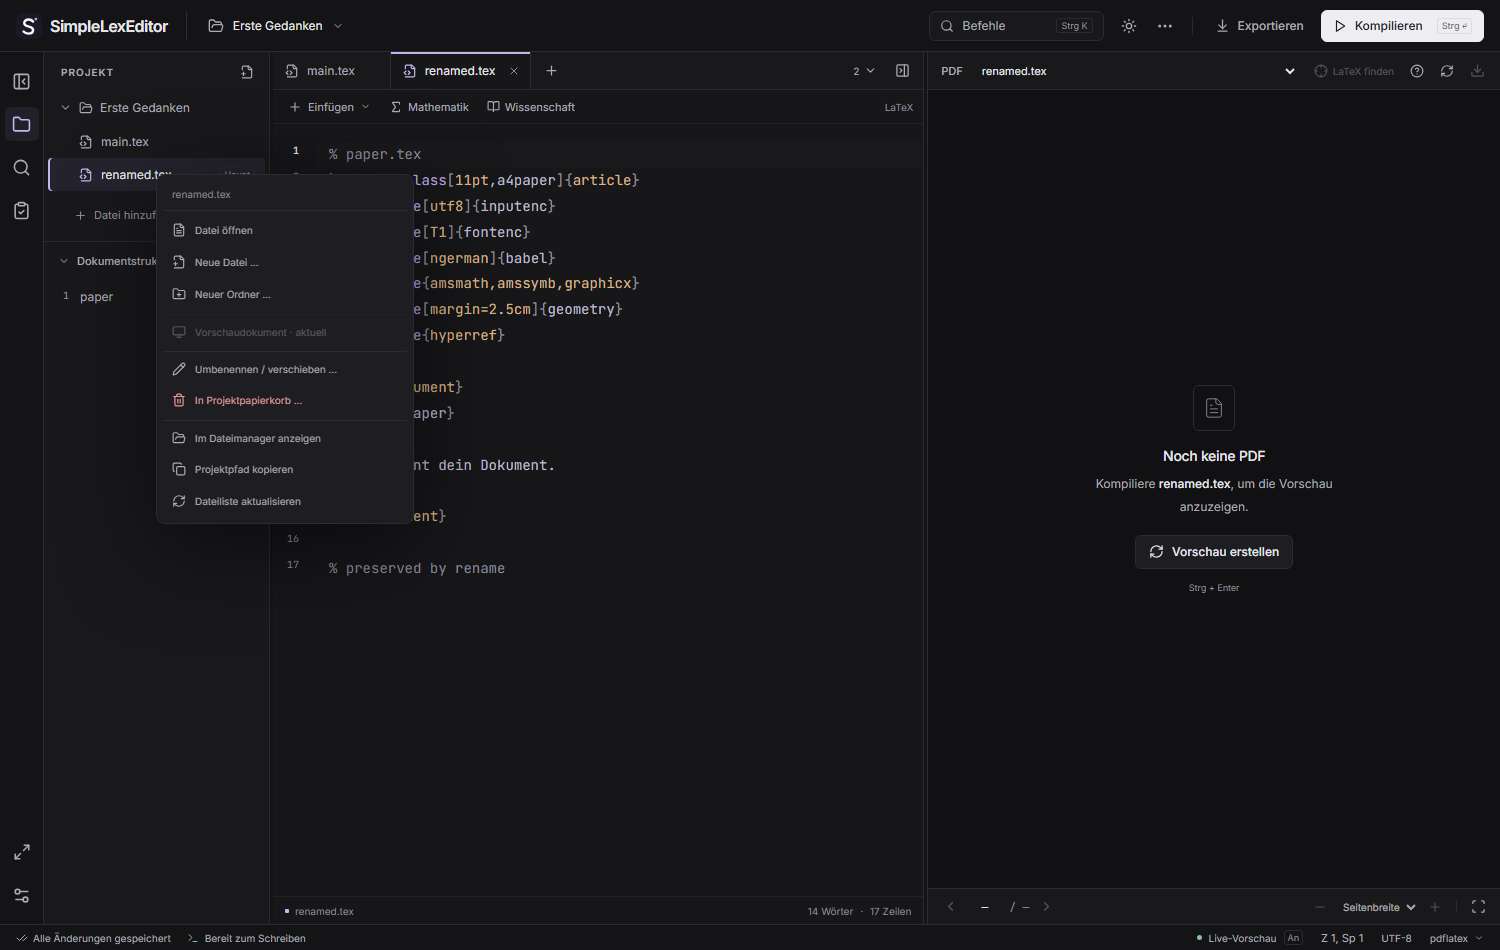 SimpleLexEditor
Erste Gedanken
Befehle
Strg K
Exportieren
Kompilieren
Strg ⏎
PROJEKT
Erste Gedanken
main.tex
renamed.tex
Datei hinzuf
Dokumentstruk
1 paper
renamed.tex
Datei öffnen
Neue Datei ...
Neuer Ordner ...
Vorschaudokument · aktuell
Umbenennen / verschieben ...
In Projektpapierkorb ...
Im Dateimanager anzeigen
Projektpfad kopieren
Dateiliste aktualisieren
main.tex
renamed.tex
2
Einfügen
Mathematik
Wissenschaft
LaTeX
1 % paper.tex
lass[11pt,a4paper]{article}
e[utf8]{inputenc}
e[T1]{fontenc}
e[ngerman]{babel}
e{amsmath,amssymb,graphicx}
e[margin=2.5cm]{geometry}
e{hyperref}
ument}
aper}
nt dein Dokument.
ent}
16
17 % preserved by rename
renamed.tex
14 Wörter · 17 Zeilen
PDF
renamed.tex
LaTeX finden
Noch keine PDF
Kompiliere renamed.tex, um die Vorschau
anzuzeigen.
Vorschau erstellen
Strg + Enter
– / –
Seitenbreite
Alle Änderungen gespeichert
Bereit zum Schreiben
Live-Vorschau
An
Z 1, Sp 1
UTF-8
pdflatex